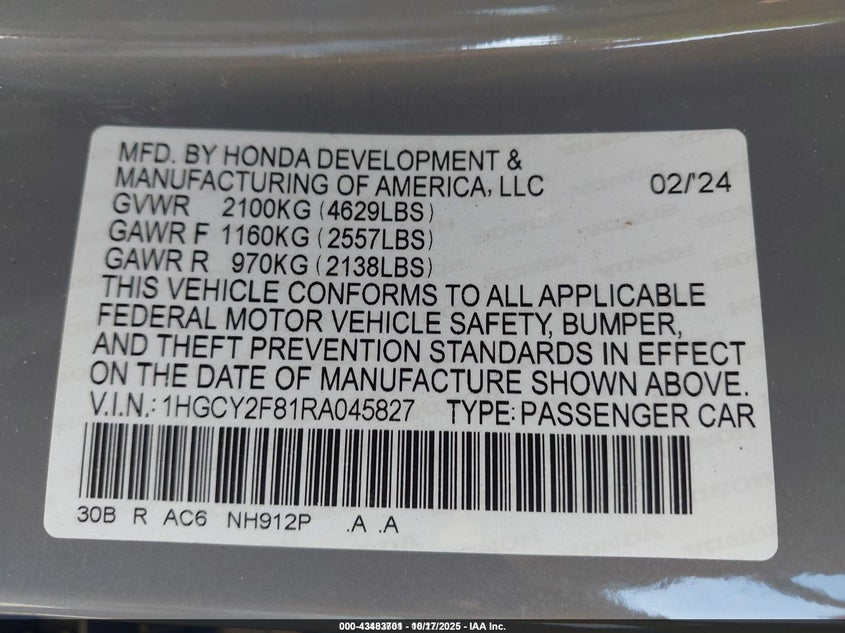 MFD. BY HONDA DEVELOPMENT &
MANUFACTURING OF AMERICA, LLC 02/'24
GVWR 2100KG (4629LBS)
GAWR F 1160KG (2557LBS)
GAWR R 970KG (2138LBS)
THIS VEHICLE CONFORMS TO ALL APPLICABLE
FEDERAL MOTOR VEHICLE SAFETY, BUMPER,
AND THEFT PREVENTION STANDARDS IN EFFECT
ON THE DATE OF MANUFACTURE SHOWN ABOVE.
V.I.N.: 1HGCY2F81RA045827 TYPE: PASSENGER CAR
30B R AC6 NH912P .A .A
- IAA Inc.